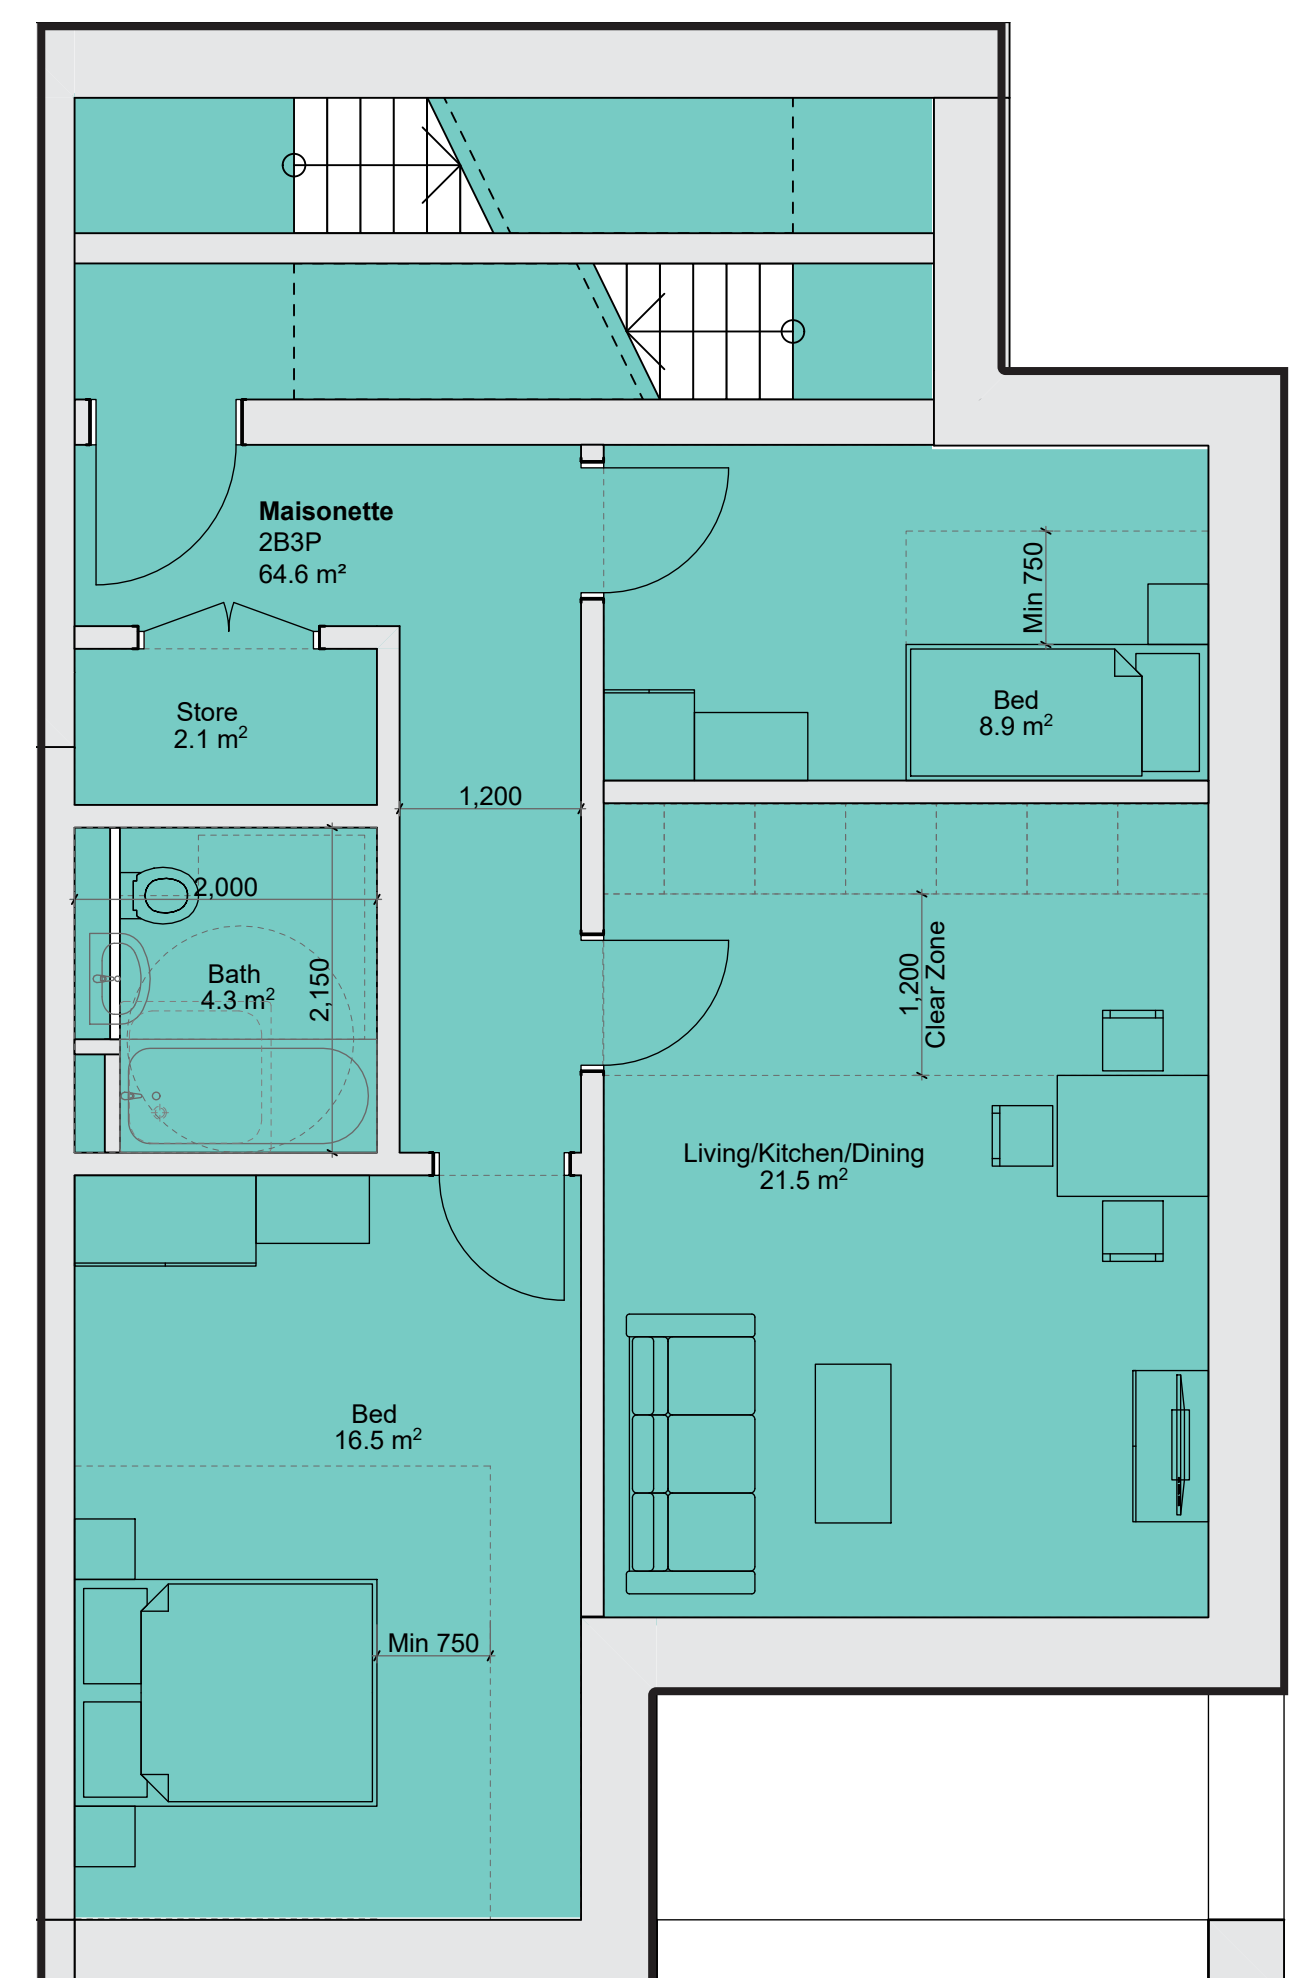 Maisonette
2B3P
64.6 m²
Min 750
Store
2.1 m²
Bed
8.9 m²
1,200
2,000
Bath
4.3 m²
2,150
1,200
Clear Zone
Living/Kitchen/Dining
21.5 m²
Bed
16.5 m²
Min 750